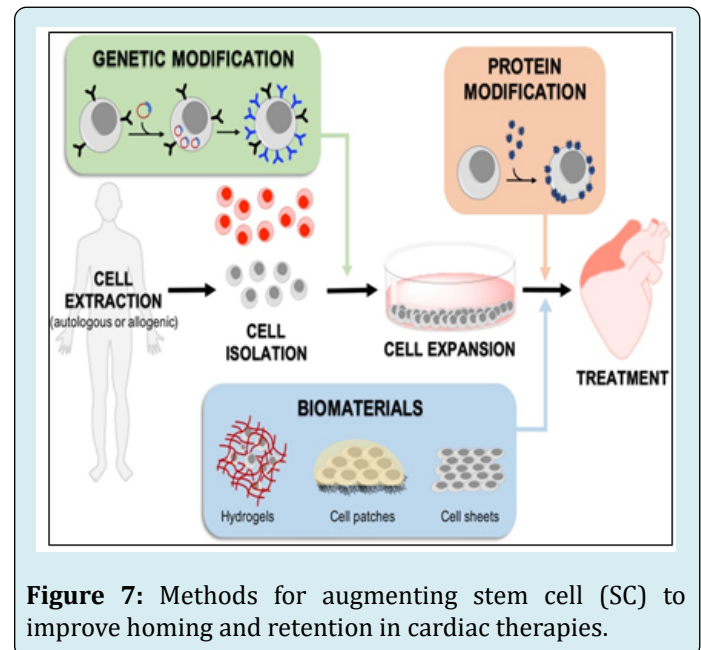 GENETIC MODIFICATION
PROTEIN
MODIFICATION
CELL
EXTRACTION
(autologous or allogenic)
CELL
ISOLATION
CELL EXPANSION
TREATMENT
BIOMATERIALS
Hydrogels
Cell patches
Cell sheets
Figure 7: Methods for augmenting stem cell (SC) to
improve homing and retention in cardiac therapies.